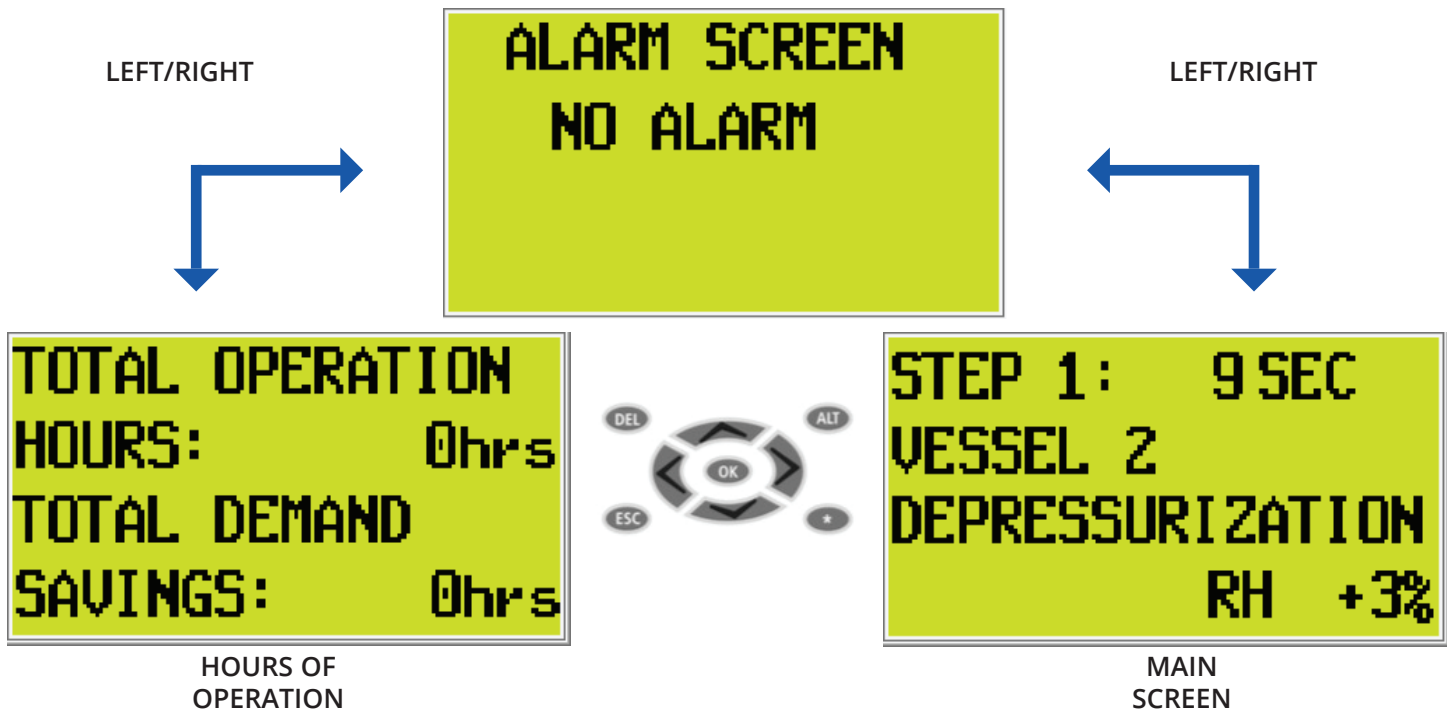 ALARM SCREEN
NO ALARM
LEFT/RIGHT
LEFT/RIGHT
TOTAL OPERATION
HOURS: 0hrs
TOTAL DEMAND
SAVINGS: 0hrs
HOURS OF
OPERATION
DEL
ALT
OK
ESC
*
STEP 1: 9 SEC
VESSEL 2
DEPRESSURIZATION
RH +3%
MAIN
SCREEN